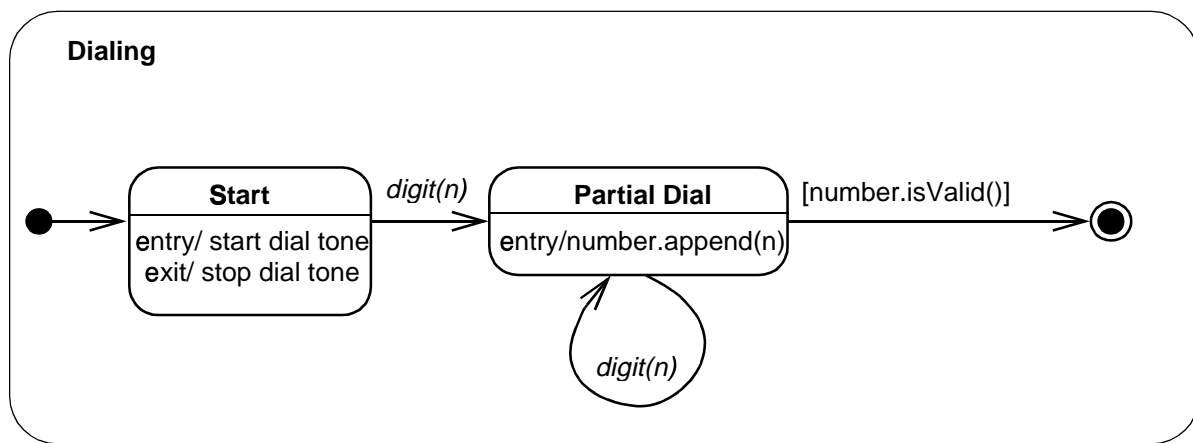 Dialing
Start
entry/ start dial tone
exit/ stop dial tone
digit(n)
Partial Dial
entry/number.append(n)
digit(n)
[number.isValid()]